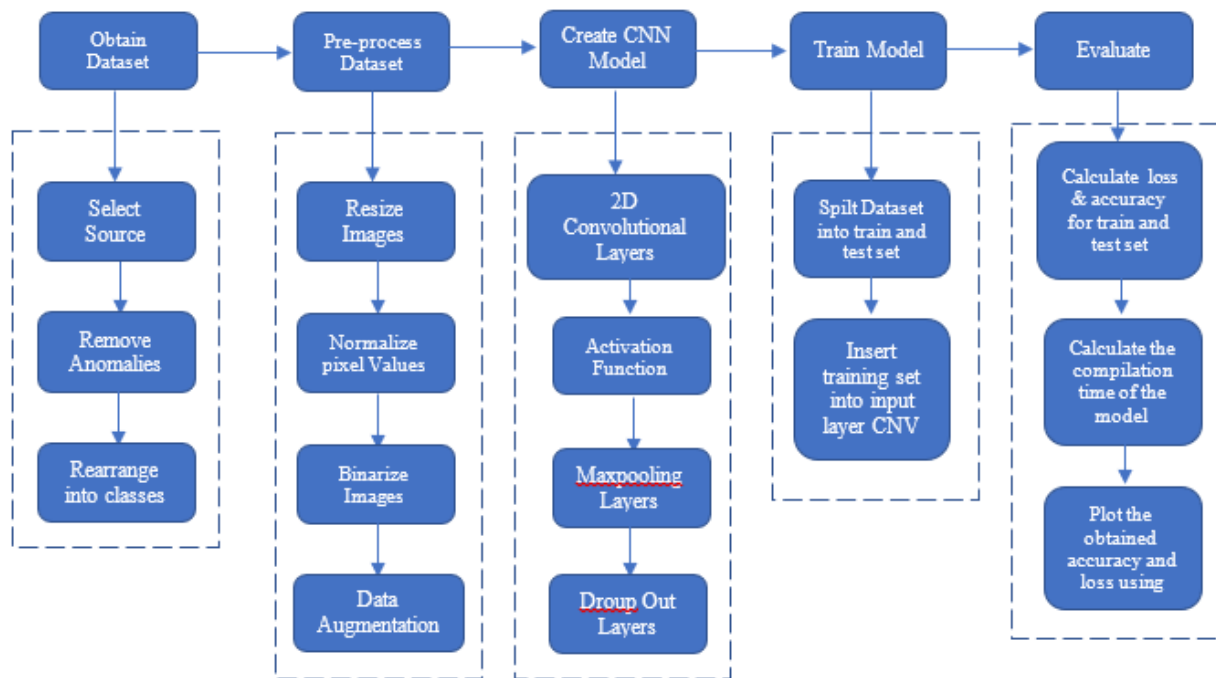 Obtain
Dataset
Pre-process
Dataset
Create CNN
Model
Train Model
Evaluate
Select
Source
Remove
Anomalies
Rearrange
into classes
Resize
Images
Normalize
pixel Values
Binarize
Images
Data
Augmentation
2D
Convolutional
Layers
Activation
Function
Maxpooling
Layers
Droup Out
Layers
Spilt Dataset
into train and
test set
Insert
training set
into input
layer CNV
Calculate loss
& accuracy
for train and
test set
Calculate the
compilation
time of the
model
Plot the
obtained
accuracy and
loss using